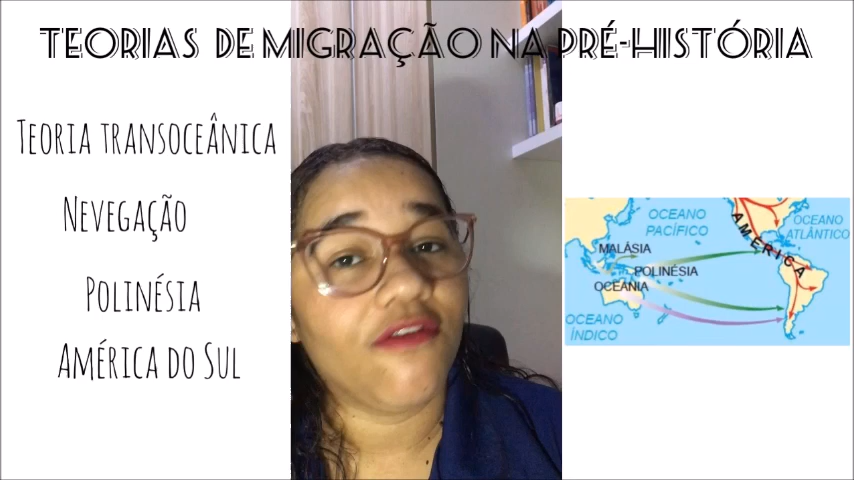 TEORIAS DE MIGRAÇÃO NA PRÉ-HISTÓRIA
TEORIA TRANSOCEÂNICA
NEVEGAÇÃO
POLINÉSIA
AMÉRICA DO SUL
OCEANO
PACÍFICO
OCEANO
ATLÂNTICO
AMÉRICA
MALÁSIA
POLINÉSIA
OCEANIA
OCEANO
ÍNDICO